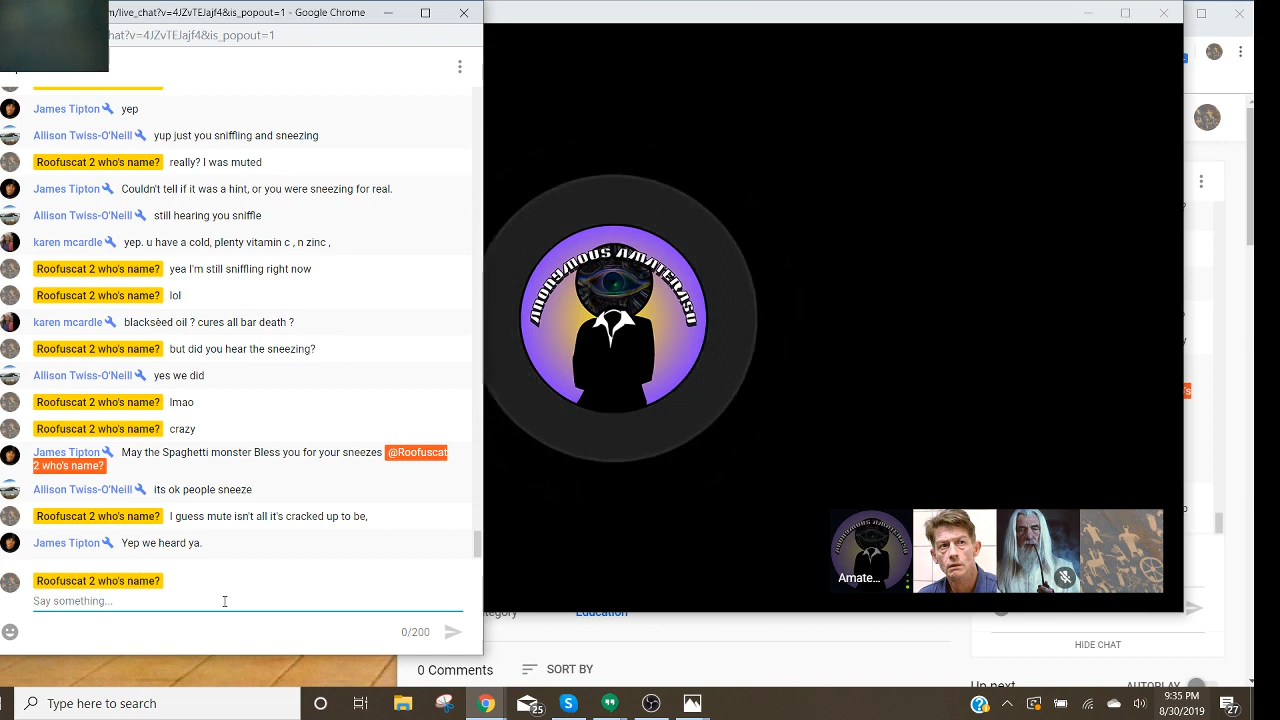 m/live_chat?v=4JZvTEJajf4&is_popout=1 - Google Chrome
hat?v=4JZvTEJajf4&is_popout=1
James Tipton yep
Allison Twiss-O'Neill yup just you sniffling and sneezing
Roofuscat 2 who's name? really? I was muted
James Tipton Couldn't tell if it was a hint, or you were sneezing for real.
Allison Twiss-O'Neill still hearing you sniffle
karen mcardle yep. u have a cold, plenty vitamin c , n zinc ,
Roofuscat 2 who's name? yea I'm still sniffling right now
Roofuscat 2 who's name? lol
karen mcardle blacksèed oil ? cures all bar death ?
Roofuscat 2 who's name? but did you hear the sneezing?
Allison Twiss-O'Neill yes we did
Roofuscat 2 who's name? lmao
Roofuscat 2 who's name? crazy
James Tipton May the Spaghetti monster Bless you for your sneezes @Roofuscat
2 who's name?
Allison Twiss-O'Neill its ok people sneeze
Roofuscat 2 who's name? I guess mute isn't all it's cracked up to be,
James Tipton Yep we heard ya.
Roofuscat 2 who's name?
Say something...
0/200
ANONYMOUS AMATERASU
Amate...
tegory
Education
HIDE CHAT
0 Comments
SORT BY
Up next
AUTOPLAY
Type here to search
25
9:35 PM
8/30/2019
27